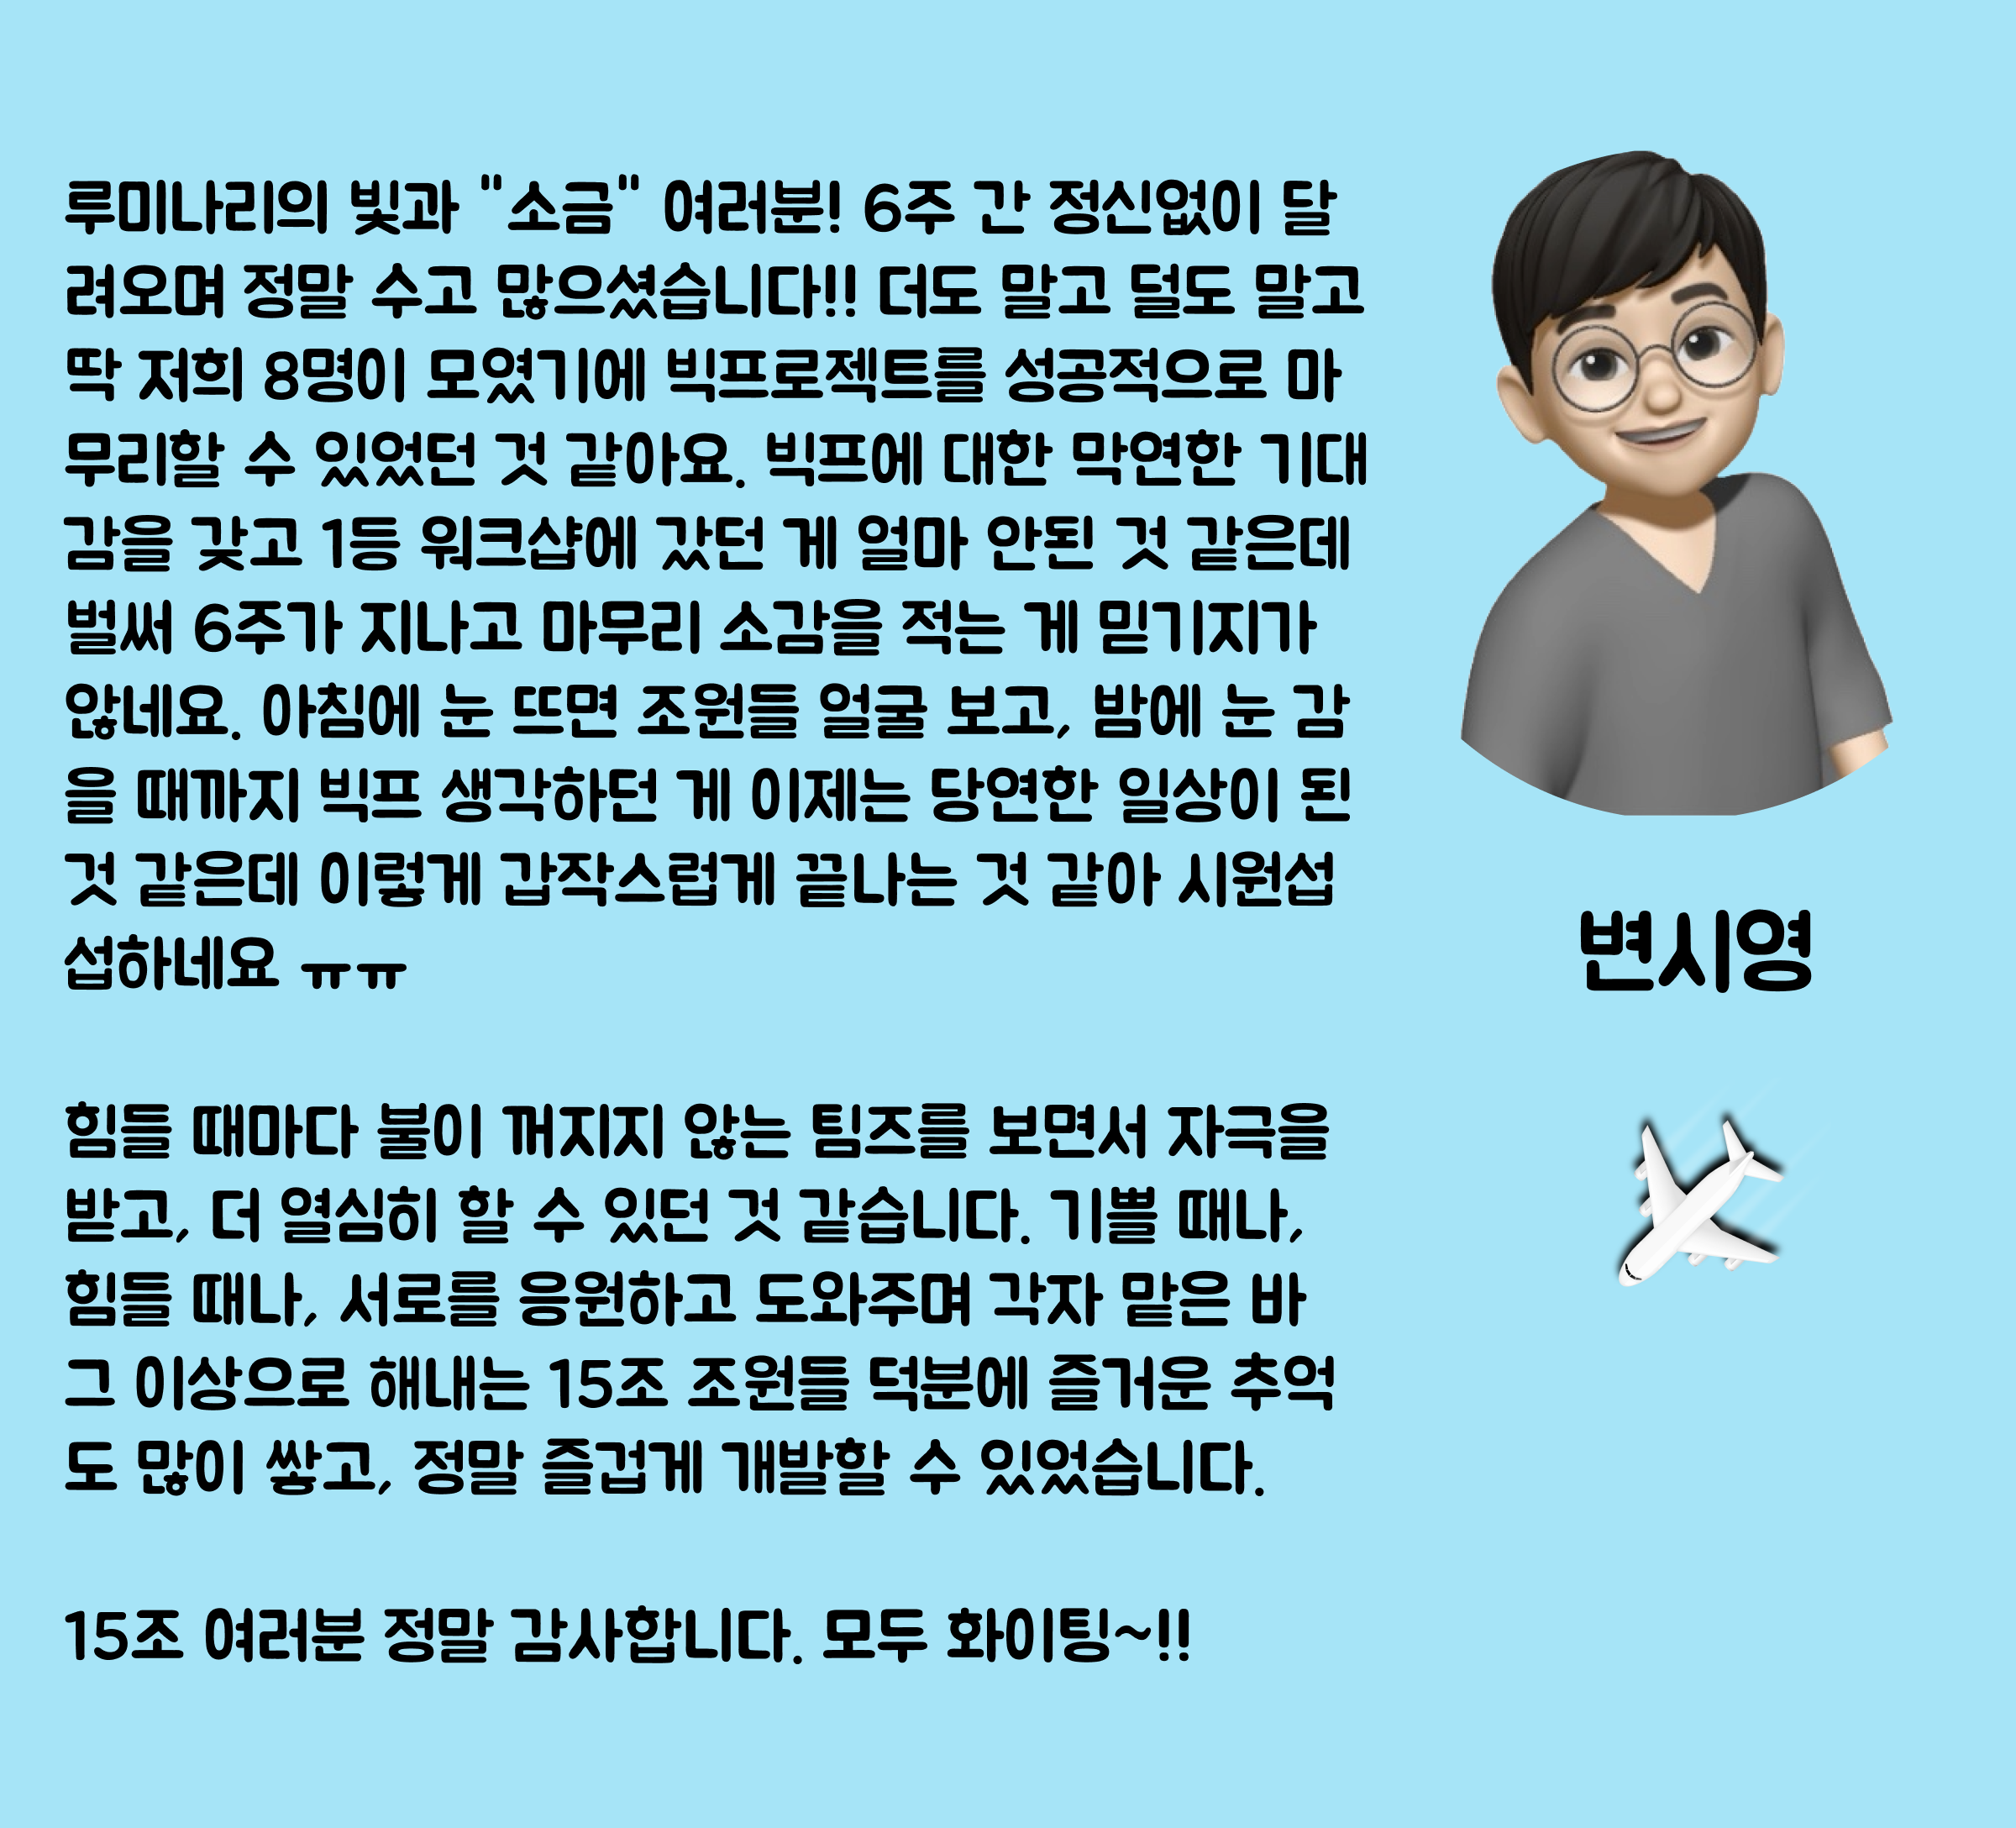 루미나리의 빛과 "소금" 여러분! 6주 간 정신없이 달
려오며 정말 수고 많으셨습니다!! 더도 말고 덜도 말고
딱 저희 8명이 모였기에 빅프로젝트를 성공적으로 마
무리할 수 있었던 것 같아요. 빅프에 대한 막연한 기대
감을 갖고 1등 워크샵에 갔던 게 얼마 안된 것 같은데
벌써 6주가 지나고 마무리 소감을 적는 게 믿기지가
않네요. 아침에 눈 뜨면 조원들 얼굴 보고, 밤에 눈 감
을 때까지 빅프 생각하던 게 이제는 당연한 일상이 된
것 같은데 이렇게 갑작스럽게 끝나는 것 같아 시원섭
섭하네요 ㅠㅠ
힘들 때마다 불이 꺼지지 않는 팀즈를 보면서 자극을
받고, 더 열심히 할 수 있던 것 같습니다. 기쁠 때나,
힘들 때나, 서로를 응원하고 도와주며 각자 맡은 바
그 이상으로 해내는 15조 조원들 덕분에 즐거운 추억
도 많이 쌓고, 정말 즐겁게 개발할 수 있었습니다.
15조 여러분 정말 감사합니다. 모두 화이팅~!!
변시영